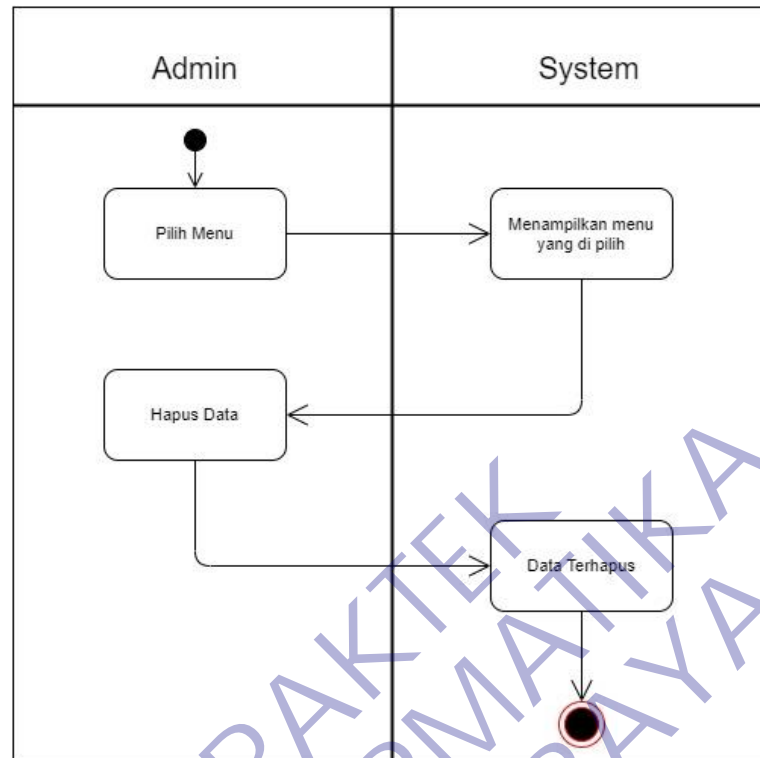 Admin
System
Pilih Menu
Menampilkan menu
yang di pilih
Hapus Data
Data Terhapus